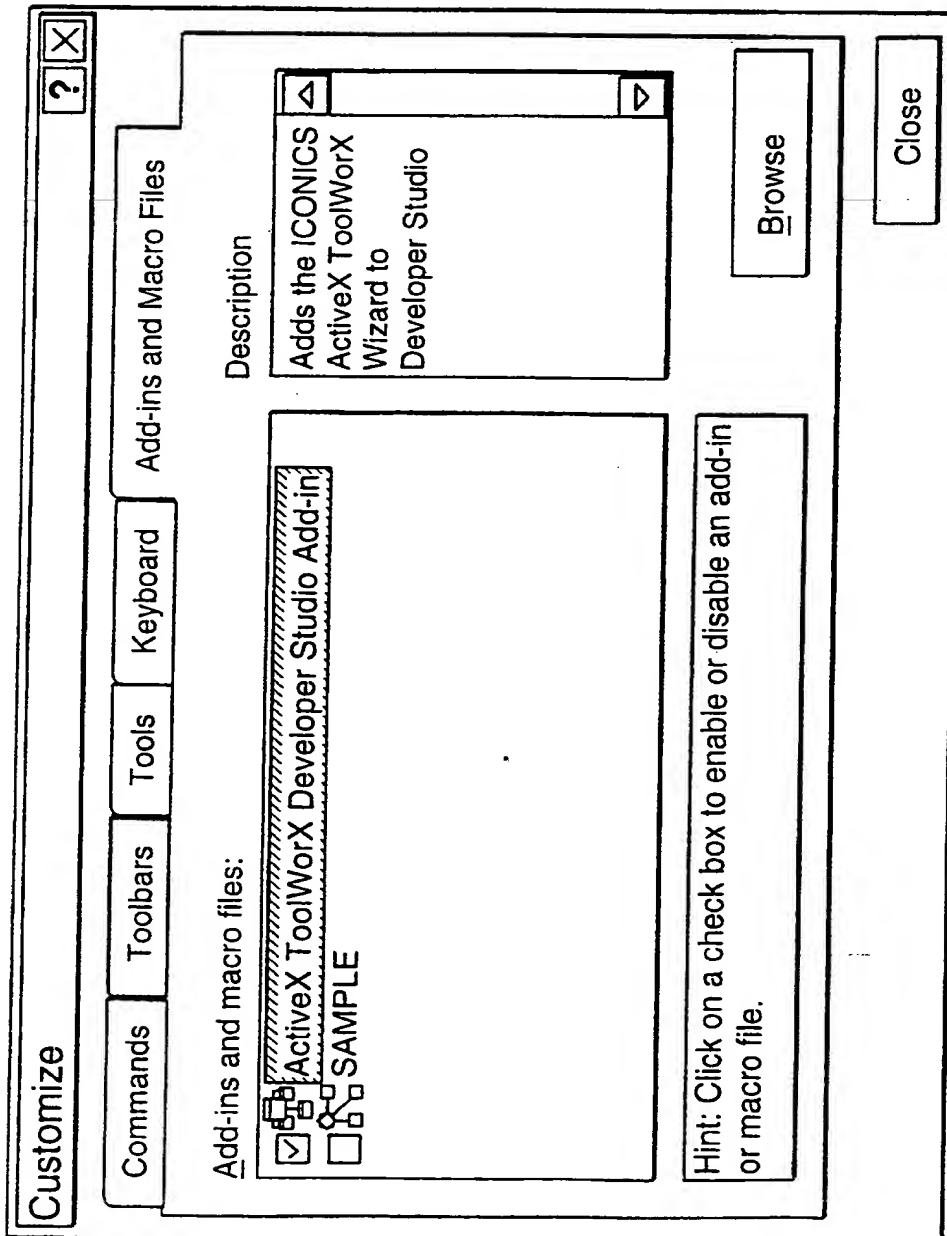 Customize
?
X
Commands
Toolbars
Tools
Keyboard
Add-ins and Macro Files
Add-ins and macro files:
ActiveX ToolWorX Developer Studio Add-in
SAMPLE
Description
Adds the ICONICS
ActiveX ToolWorX
Wizard to
Developer Studio
Hint: Click on a check box to enable or disable an add-in
or macro file.
Browse
Close